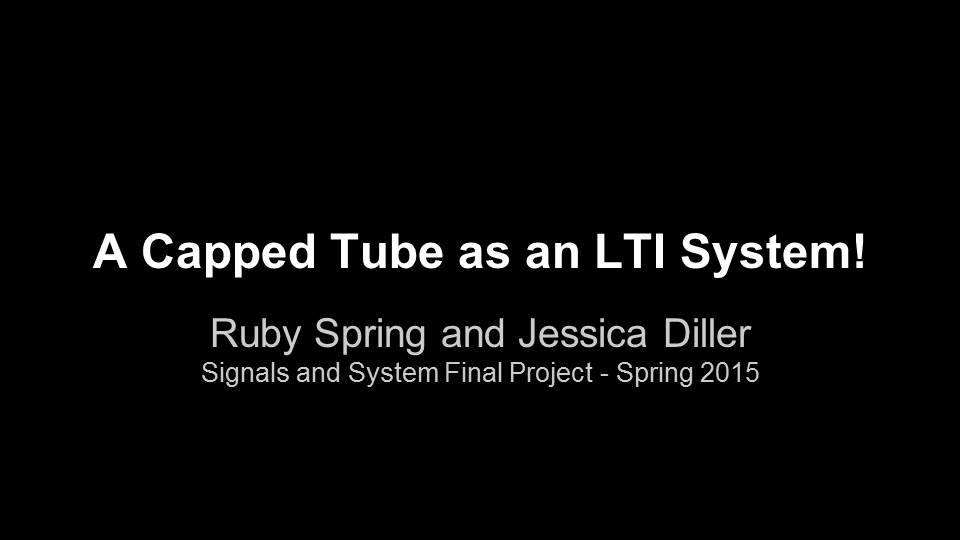 A Capped Tube as an LTI System!
Ruby Spring and Jessica Diller
Signals and System Final Project - Spring 2015